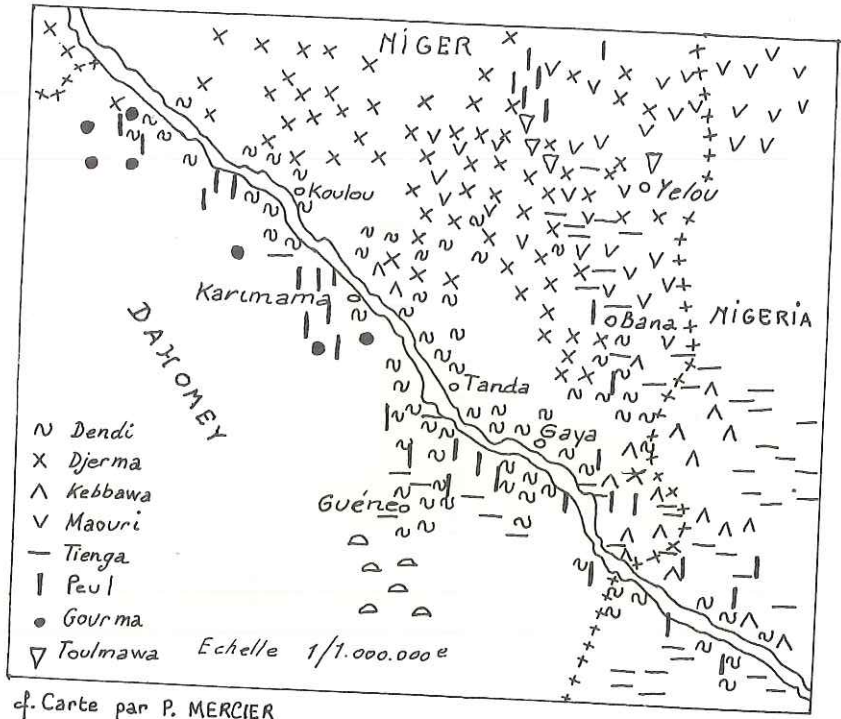 NIGER
Koulou
Yelou
Karimama
Bana
NIGERIA
DAHOMEY
Tanda
Gaya
Guéne
Dendi
Djerma
Kebbawa
Maouri
Tienga
Peul
Gourma
Toulmawa
Echelle 1/1.000.000e
cf. Carte par P. MERCIER